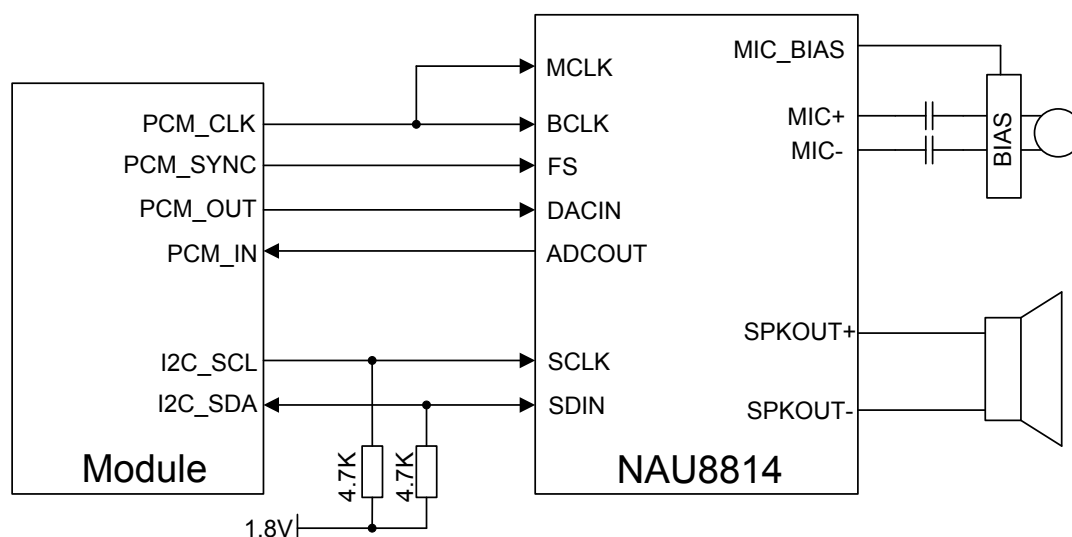 PCM_CLK
PCM_SYNC
PCM_OUT
PCM_IN
I2C_SCL
I2C_SDA
Module
4.7K
4.7K
1.8V
MCLK
BCLK
FS
DACIN
ADCOUT
SCLK
SDIN
MIC_BIAS
MIC+
MIC-
SPKOUT+
SPKOUT-
NAU8814
BIAS